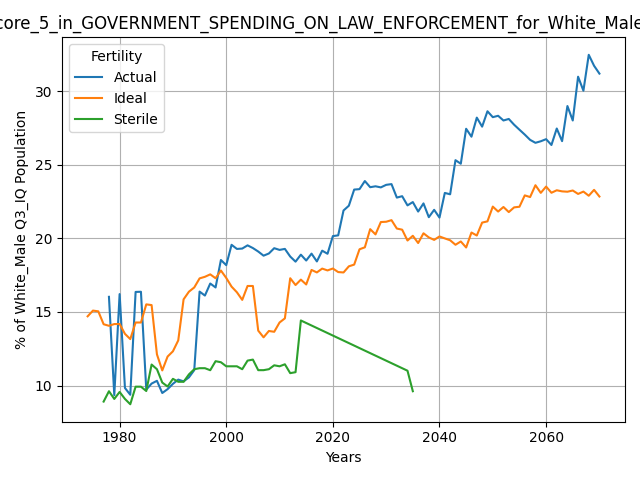 core_5_in_GOVERNMENT_SPENDING_ON_LAW_ENFORCEMENT_for_White_Male
Fertility
Actual
Ideal
Sterile
% of White_Male Q3_IQ Population
30
25
20
15
10
1980 2000 2020 2040 2060
Years